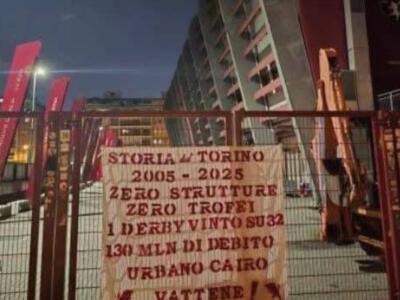 STORIA del TORINO
2005 - 2025
ZERO STRUTTURE
ZERO TROFEI
1 DERBY VINTO SU 32
130 MLN DI DEBITO
URBANO CAIRO
VATTENE!